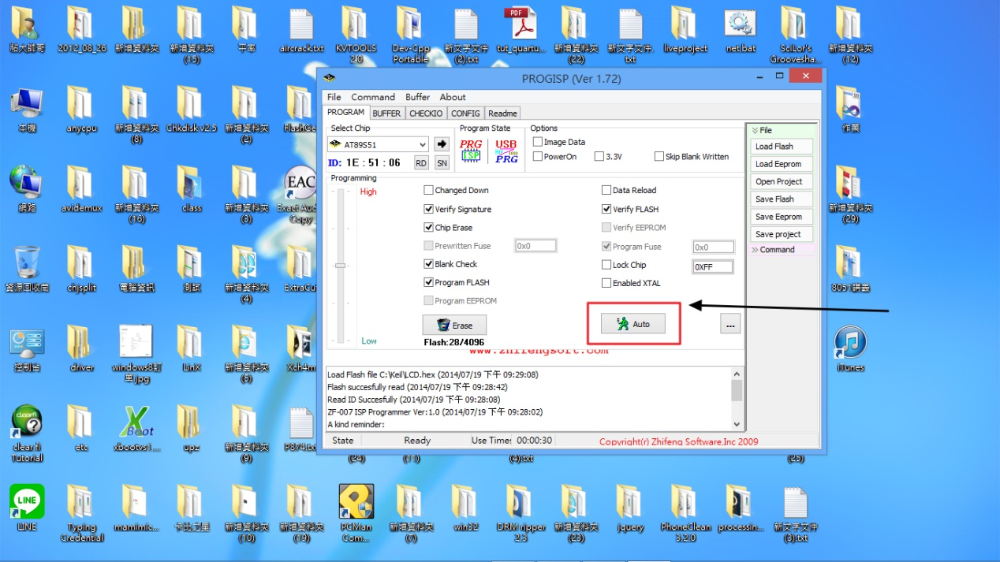 粘大帥哥
2012_08_26
新增資料夾
新增資料夾
(15)
平率
aircrack.txt
KVTOOLS
2.0
Dev-Cpp
Portable
新文字文件
(2).txt
PDF
tut_quartu...
新增資料夾
(22)
新文字文件.
txt
liveproject
net.bat
SciLor's
Groovesha...
新增資料夾
(12)
本機
anycpu
新增資料夾
(8)
Chkdisk v2.5
新增資料夾
(2)
FlashGe
作業
網路
avidemux
新增資料夾
(16)
class
新增資料夾
(3)
EAC
Exact Aud
Copy
新增資料夾
(29)
資源回收筒
chjsplit
電腦資訊
測試
新增資料夾
(4)
ExtraCu
8051 講義
控制台
driver
windows8訂
單.jpg
LinX
新增資料夾
(5)
Xch4m
iTunes
clear.fi
clear.fi
Tutorial
etc
X
Boot
xbootvs1....
upz
新增資料夾
(9)
P874.tx
(24)
(11)
(4).txt
(25)
LINE
LINE
Typing
Credential
mamimic...
卡比之星
新增資料夾
(10)
新增資料夾
(19)
PCMan
Com...
新增資料夾
(7)
win32
DRM ripper
2.3
新增資料夾
(23)
jquery
PhoneClean
3.2.0
processin...
新文字文件
(3).txt
PROGISP (Ver 1.72)
File Command Buffer About
PROGRAM BUFFER CHECKIO CONFIG Readme
Select Chip
AT89S51
ID: 1E : 51 : 06 RD SN
Program State
PRG
ISP
USB
PRG
Options
Image Data
PowerOn 3.3V Skip Blank Written
Programming
High
Low
Changed Down
Verify Signature
Chip Erase
Prewritten Fuse 0x0
Blank Check
Program FLASH
Program EEPROM
Erase
Flash:28/4096
Data Reload
Verify FLASH
Verify EEPROM
Program Fuse 0x0
Lock Chip 0XFF
Enabled XTAL
Auto
...
www.zhifengsoft.com
File
Load Flash
Load Eeprom
Open Project
Save Flash
Save Eeprom
Save project
Command
Load Flash file C:\Keil\LCD.hex (2014/07/19 下午 09:29:08)
Flash succesfully read (2014/07/19 下午 09:28:42)
Read ID Succesfully (2014/07/19 下午 09:28:08)
ZF-007 ISP Programmer Ver:1.0 (2014/07/19 下午 09:28:02)
A kind reminder:
State Ready Use Time: 00:00:30 Copyright(r) Zhifeng Software,Inc 2009